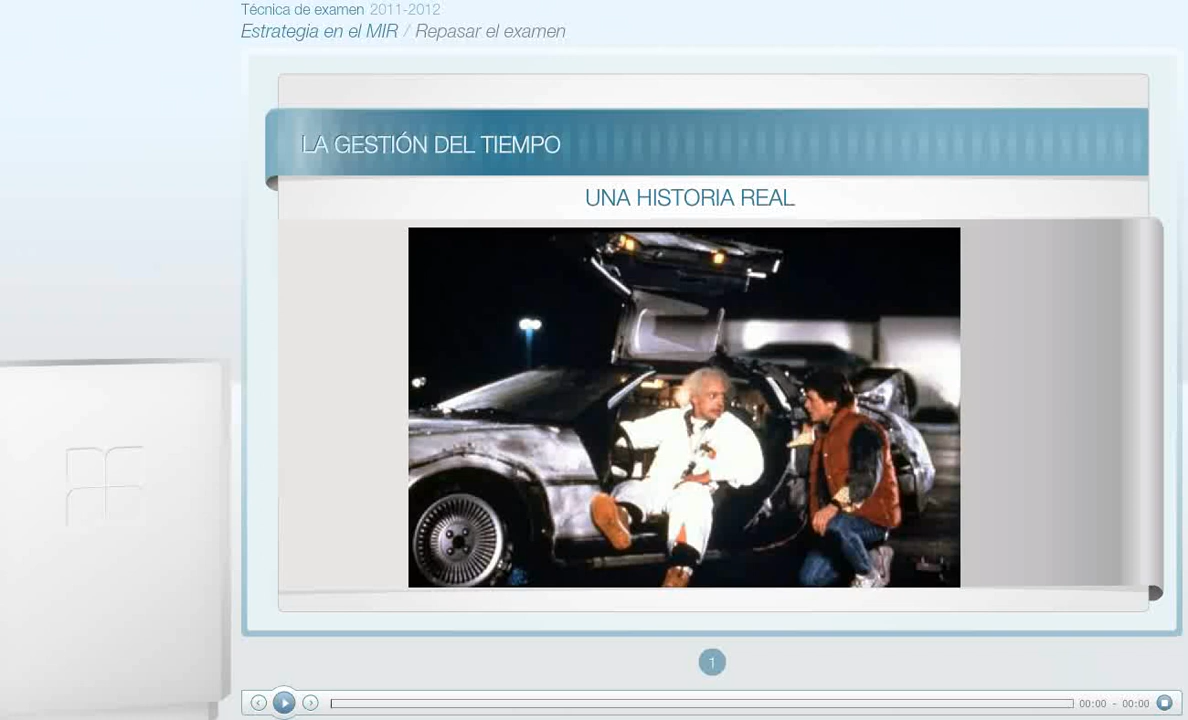 Técnica de examen 2011-2012
Estrategia en el MIR / Repasar el examen
LA GESTIÓN DEL TIEMPO
UNA HISTORIA REAL
1
00:00 - 00:00